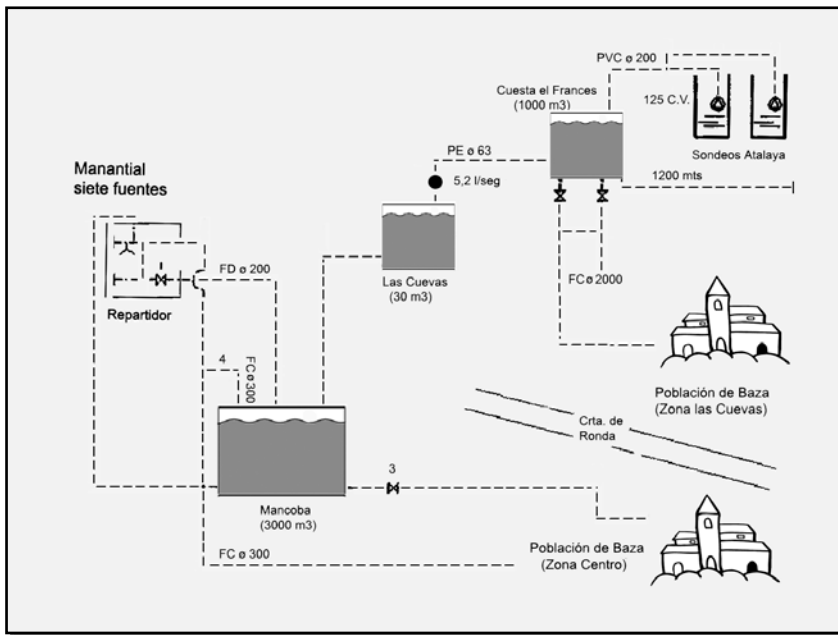 PVC ø 200
Cuesta el Frances
(1000 m3)
125 C.V.
Sondeos Atalaya
PE ø 63
5,2 l/seg
1200 mts
Manantial
siete fuentes
FD ø 200
Repartidor
Las Cuevas
(30 m3)
FC ø 2000
4
FC ø 300
Población de Baza
(Zona las Cuevas)
Crta. de
Ronda
3
Mancoba
(3000 m3)
FC ø 300
Población de Baza
(Zona Centro)